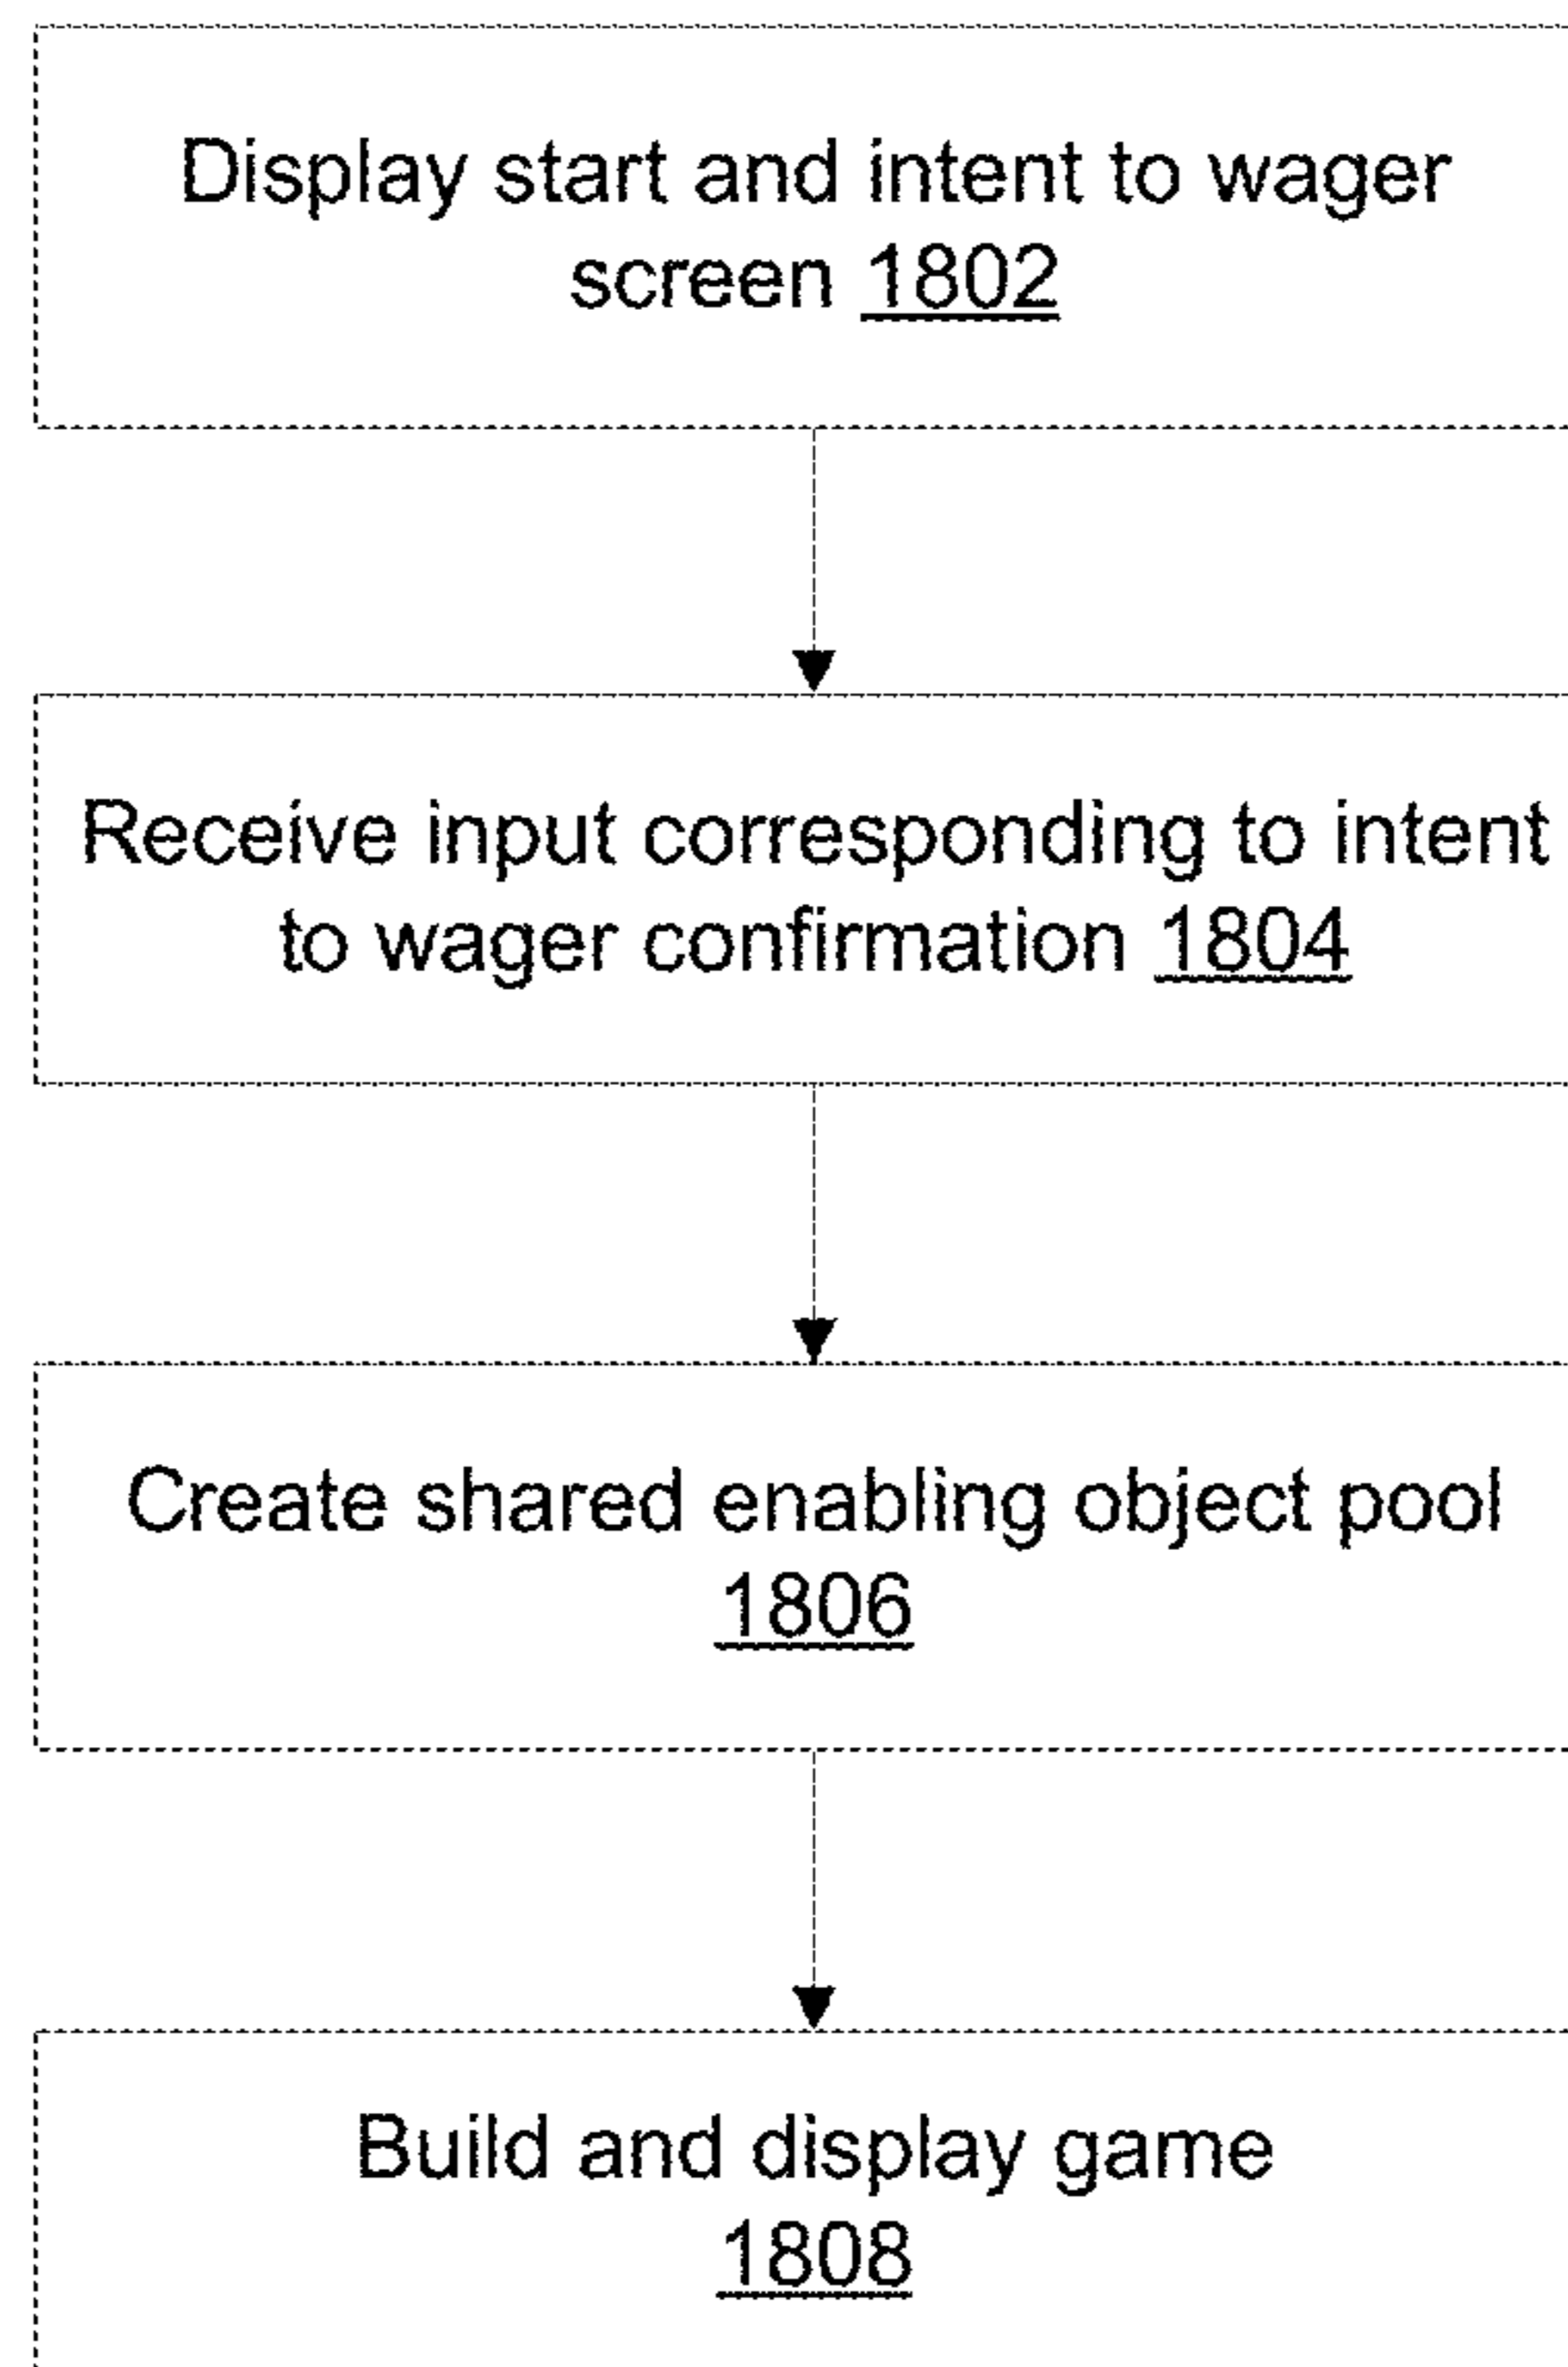 Display start and intent to wager
screen 1802
Receive input corresponding to intent
to wager confirmation 1804
Create shared enabling object pool
1806
Build and display game
1808